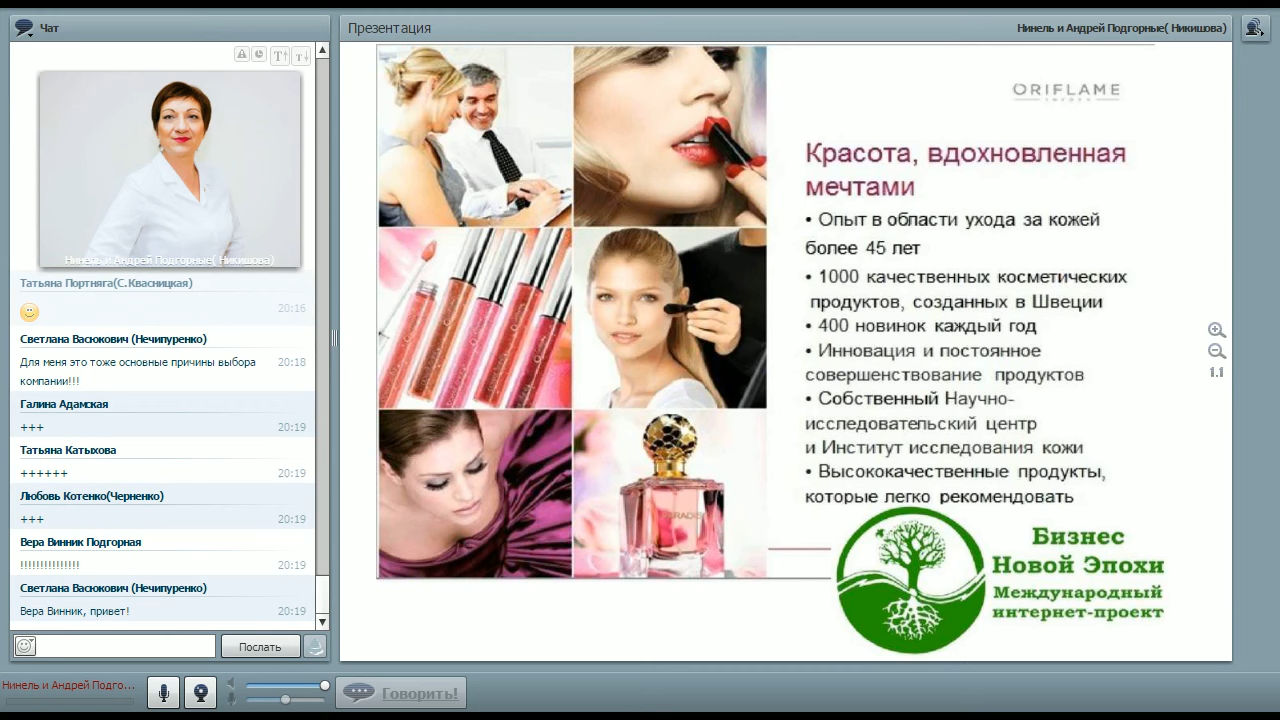 Чат
Нинель и Андрей Подгорные( Никишова)
Татьяна Портняга(С.Квасницкая)
20:16
Светлана Васюкович (Нечипуренко)
Для меня это тоже основные причины выбора 20:18
компании!!!
Галина Адамская
+++ 20:19
Татьяна Катыхова
++++++ 20:19
Любовь Котенко(Черненко)
+++ 20:19
Вера Винник Подгорная
!!!!!!!!!!!!!!! 20:19
Светлана Васюкович (Нечипуренко)
Вера Винник, привет! 20:19
Послать
Презентация
Нинель и Андрей Подгорные( Никишова)
ORIFLAME
SWEDEN
Красота, вдохновленная
мечтами
• Опыт в области ухода за кожей
более 45 лет
• 1000 качественных косметических
продуктов, созданных в Швеции
• 400 новинок каждый год
• Инновация и постоянное
совершенствование продуктов
• Собственный Научно-
исследовательский центр
и Институт исследования кожи
• Высококачественные продукты,
которые легко рекомендовать
Бизнес
Новой Эпохи
Международный
интернет-проект
1.1
Нинель и Андрей Подго...
Говорить!